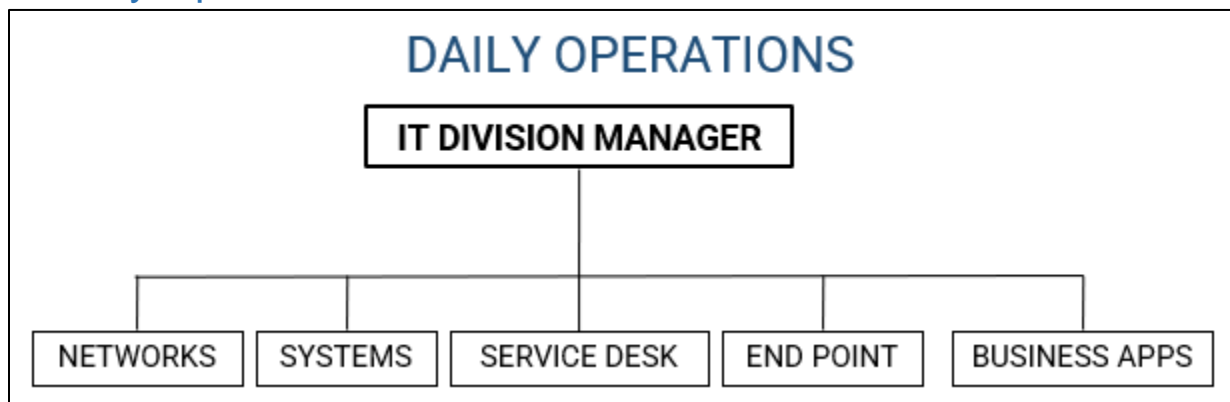 DAILY OPERATIONS
IT DIVISION MANAGER
NETWORKS
SYSTEMS
SERVICE DESK
END POINT
BUSINESS APPS